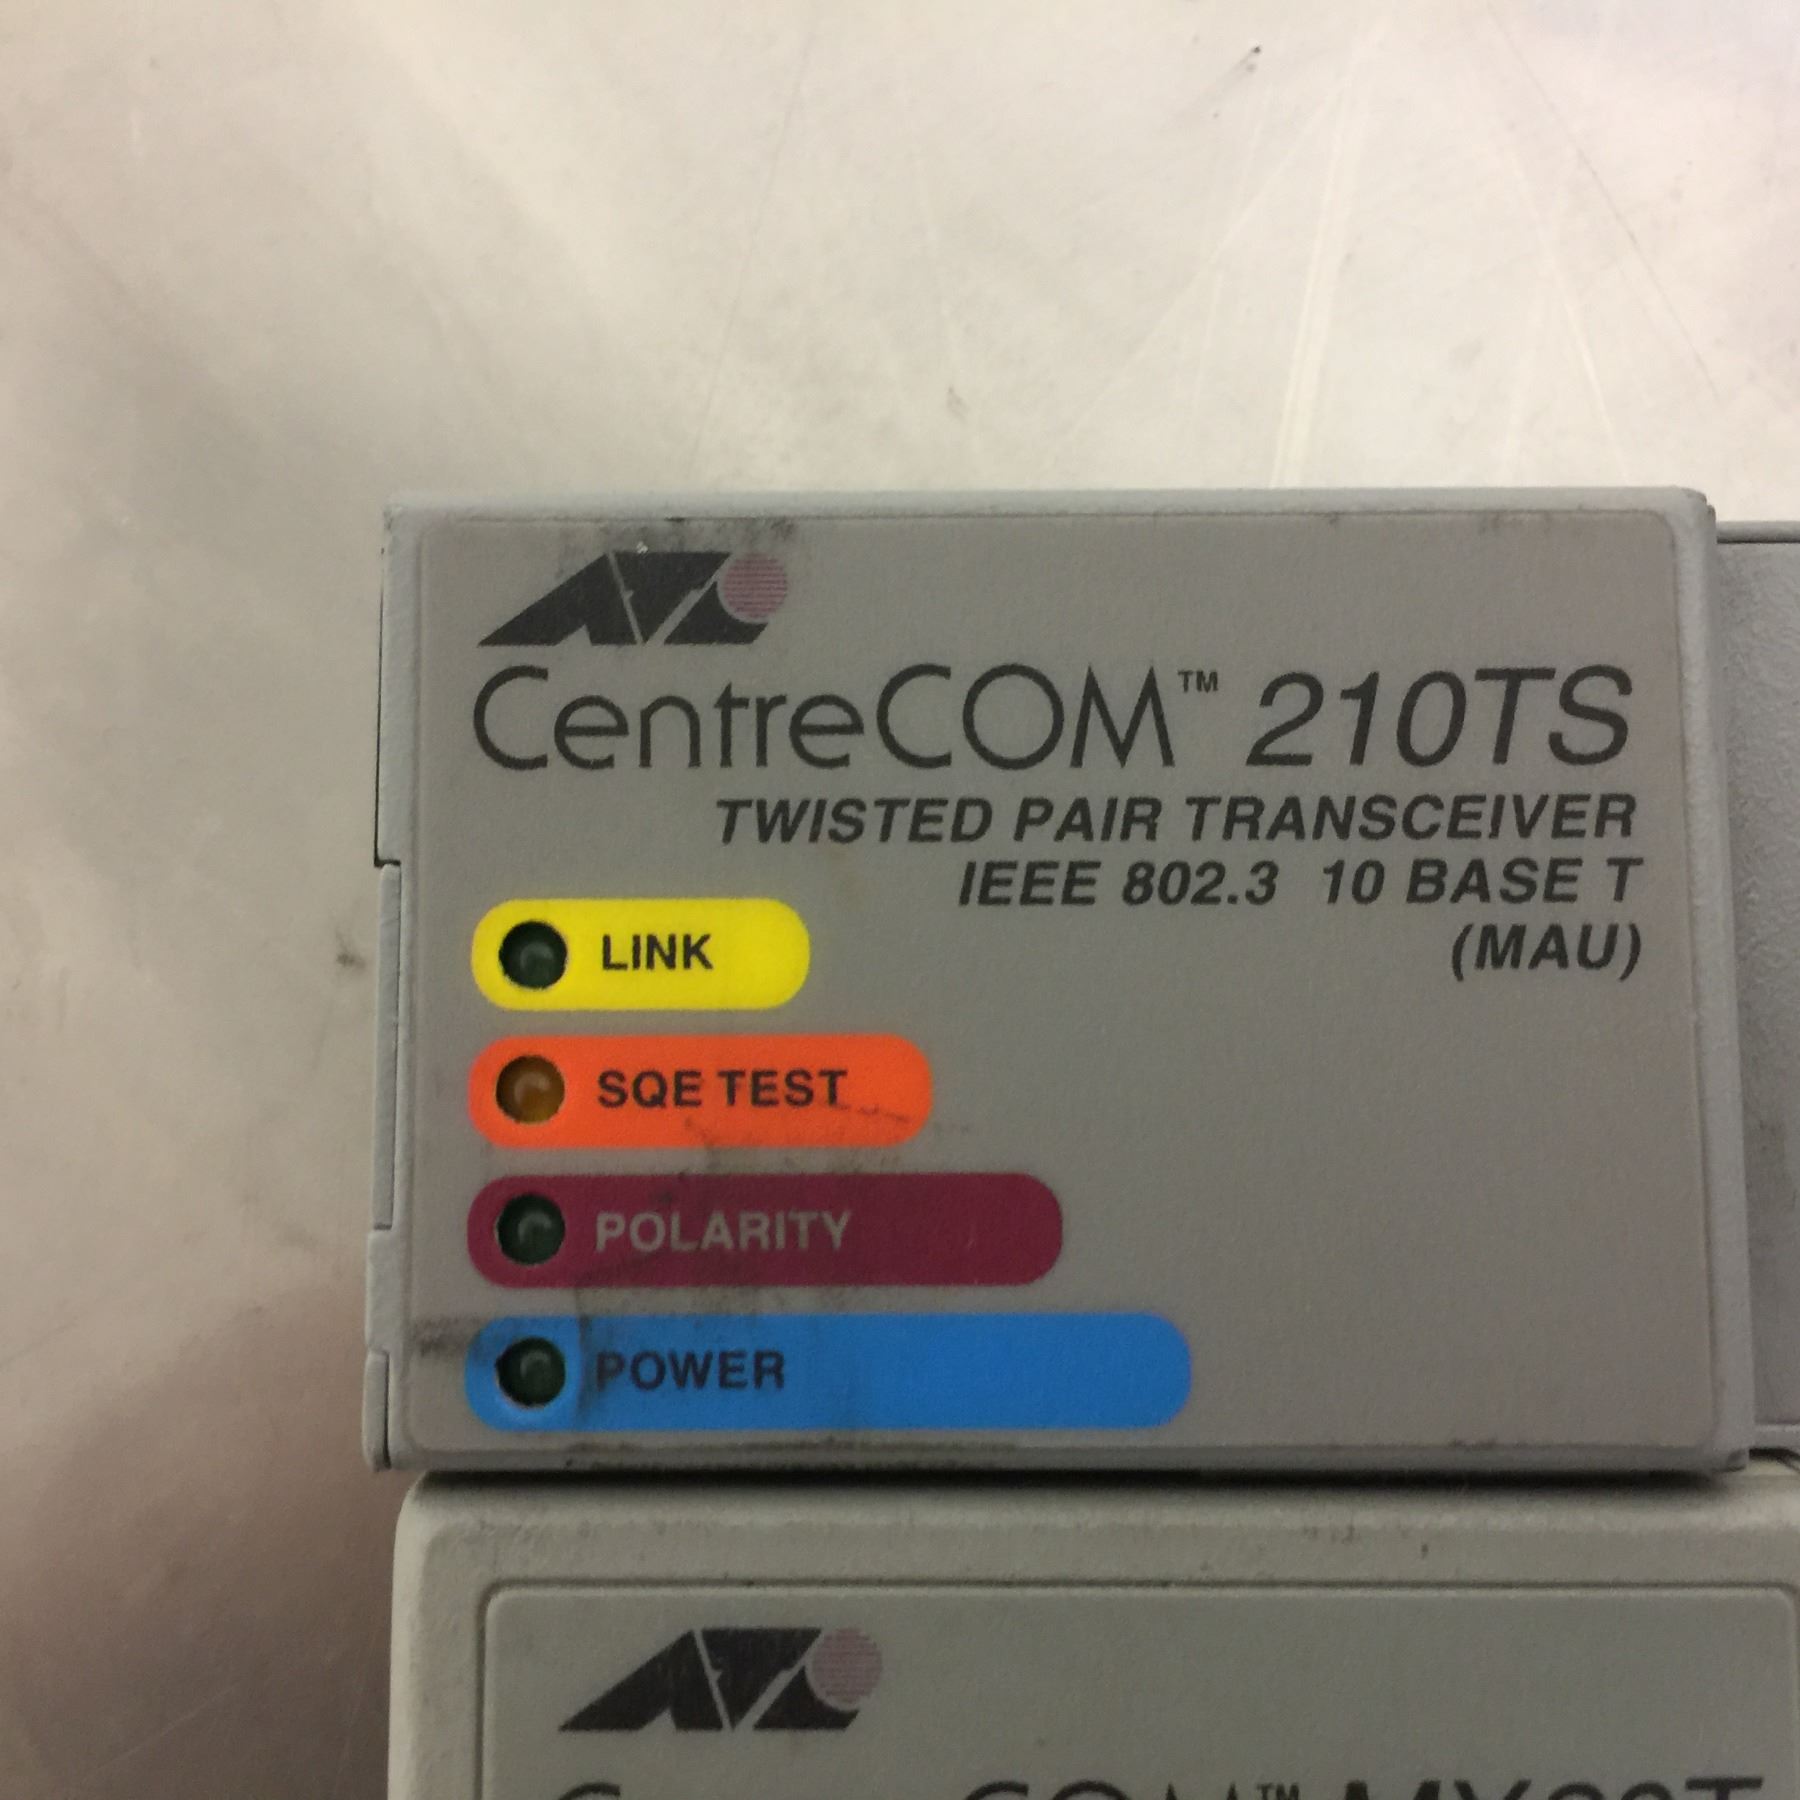 CentreCOM™ 210TS
TWISTED PAIR TRANSCEIVER
IEEE 802.3 10 BASE T
(MAU)
LINK
SQE TEST
POLARITY
POWER